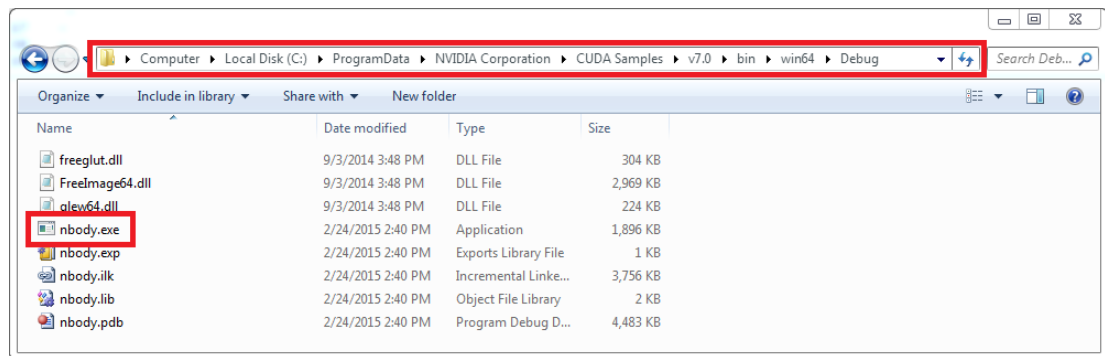 Computer Local Disk (C:) ProgramData NVIDIA Corporation CUDA Samples v7.0 bin win64 Debug Search Deb...
Organize Include in library Share with New folder
Name Date modified Type Size
freeglut.dll 9/3/2014 3:48 PM DLL File 304 KB
FreeImage64.dll 9/3/2014 3:48 PM DLL File 2,969 KB
glew64.dll 9/3/2014 3:48 PM DLL File 224 KB
nbody.exe 2/24/2015 2:40 PM Application 1,896 KB
nbody.exp 2/24/2015 2:40 PM Exports Library File 1 KB
nbody.ilk 2/24/2015 2:40 PM Incremental Linke... 3,756 KB
nbody.lib 2/24/2015 2:40 PM Object File Library 2 KB
nbody.pdb 2/24/2015 2:40 PM Program Debug D... 4,483 KB